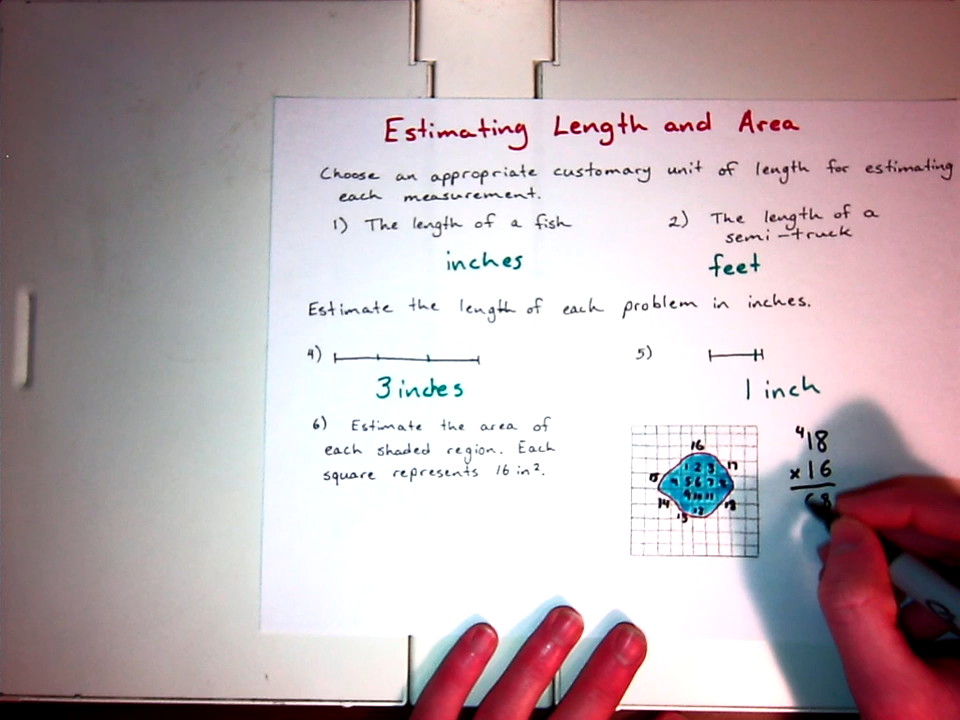 Estimating Length and Area
Choose an appropriate customary unit of length for estimating
each measurement.
1) The length of a fish
inches
2) The length of a
semi-truck
feet
Estimate the length of each problem in inches.
4)
3 inches
5)
1 inch
6) Estimate the area of
each shaded region. Each
square represents 16 in².
16
1 2 3 17
15 4 5 6 7 8
9 10 11
14 12 18
13
4
18
x 16
68